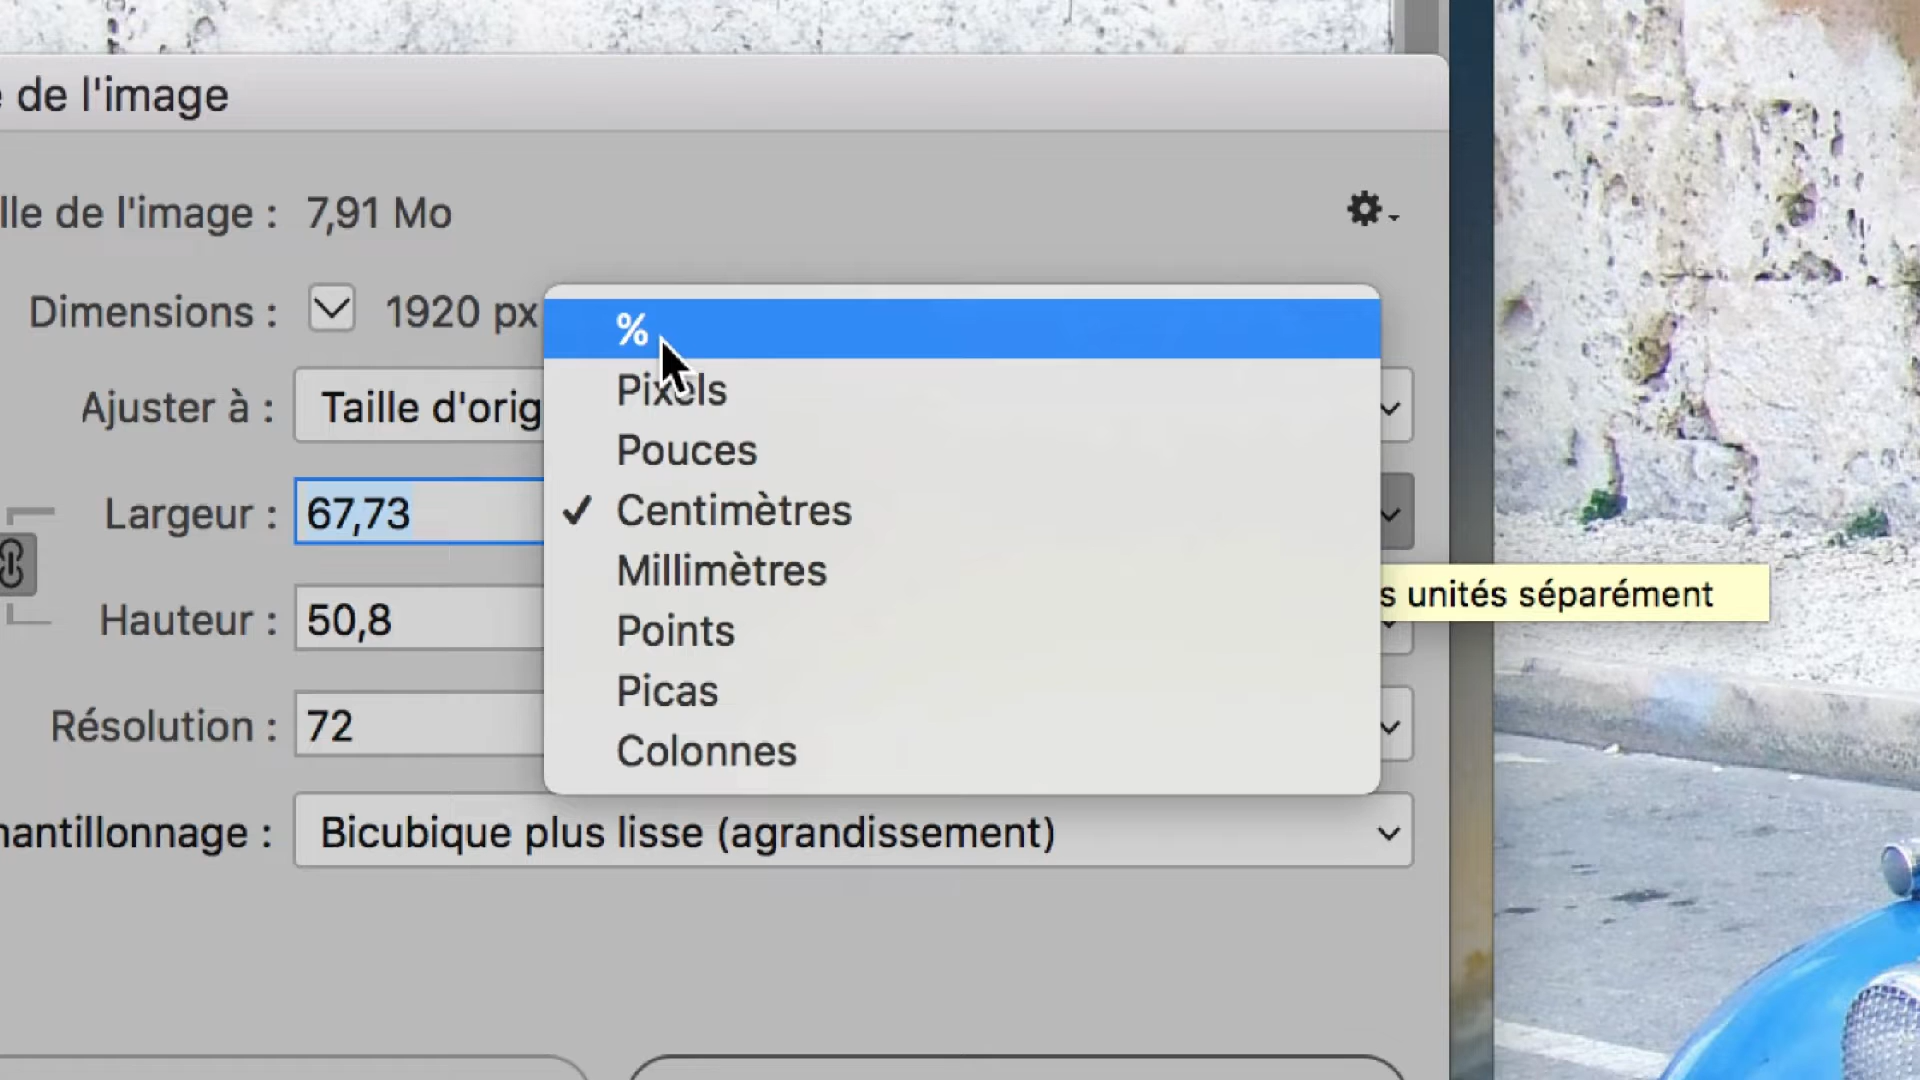 de l'image
lle de l'image : 7,91 Mo
Dimensions : 1920 px
%
Ajuster à : Taille d'orig
Pixels
Pouces
Largeur : 67,73
✓ Centimètres
Millimètres
s unités séparément
Hauteur : 50,8
Points
Picas
Résolution : 72
Colonnes
hantillonnage : Bicubique plus lisse (agrandissement)